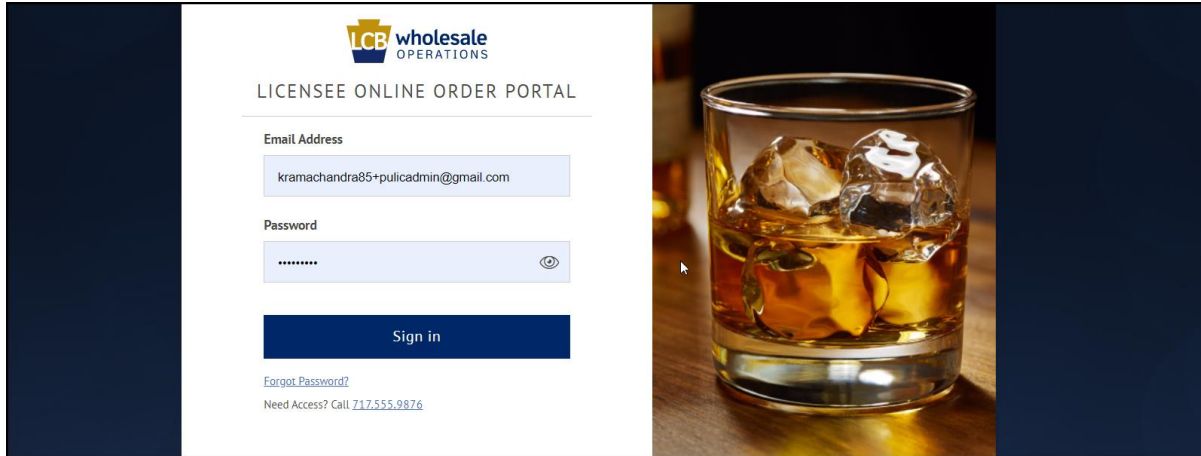 LCB wholesale
OPERATIONS
LICENSEE ONLINE ORDER PORTAL
Email Address
kramachandra85+pulicadmin@gmail.com
Password
•••••••••
Sign in
Forgot Password?
Need Access? Call 717.555.9876